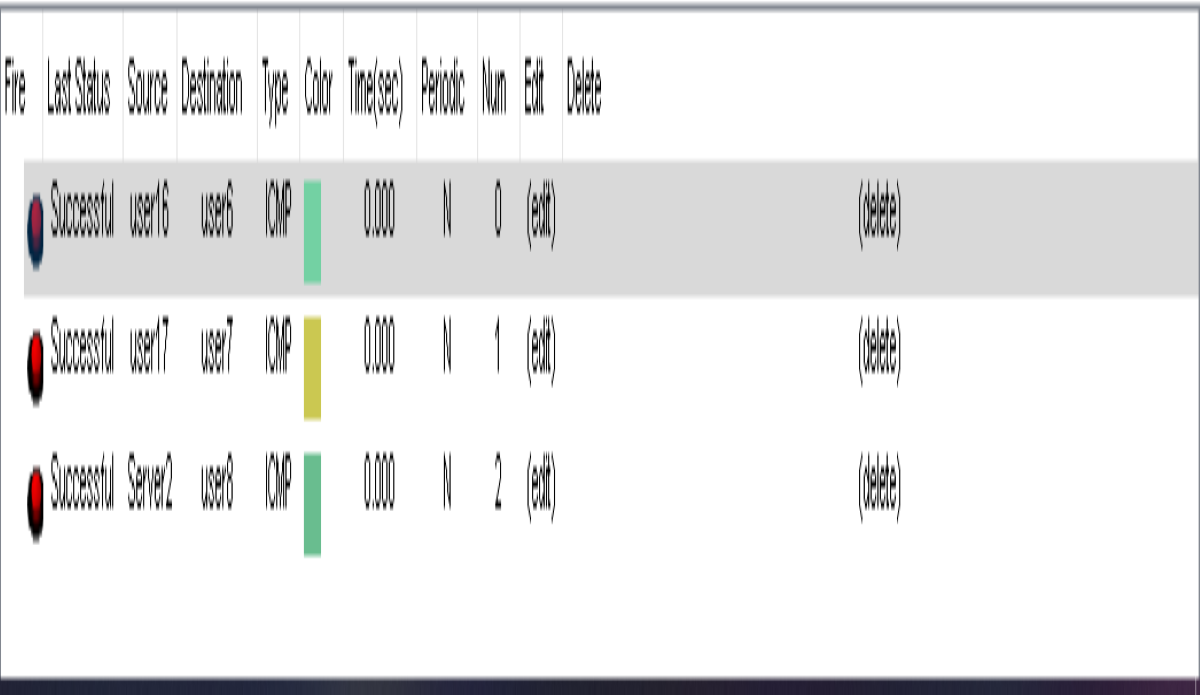 Fire Last Status Source Destination Type Color Time(sec) Periodic Num Edit Delete
Successful user16 user6 ICMP 0.000 N 0 (edit) (delete)
Successful user17 user7 ICMP 0.000 N 1 (edit) (delete)
Successful Server2 user8 ICMP 0.000 N 2 (edit) (delete)